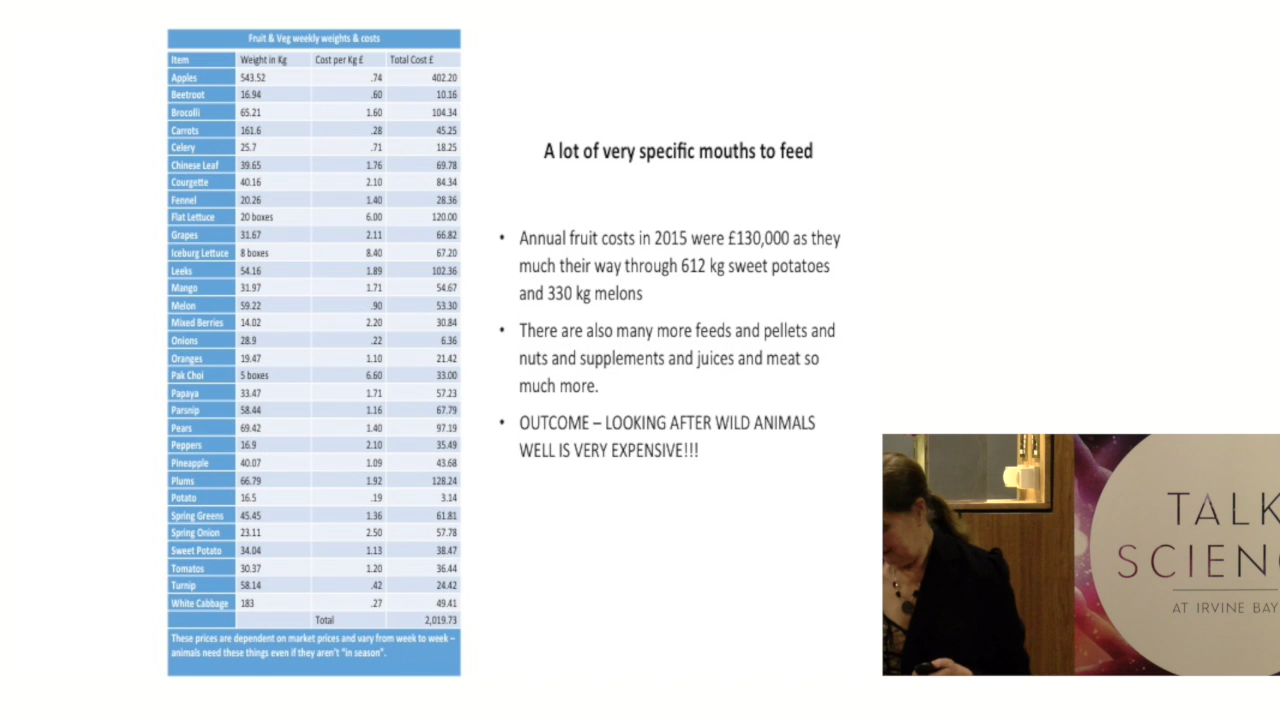 Fruit & Veg weekly weights & costs
Item Weight in Kg Cost per Kg £ Total Cost £
Apples 543.52 .74 402.20
Beetroot 16.94 .60 10.16
Brocolli 65.21 1.60 104.34
Carrots 161.6 .28 45.25
Celery 25.7 .71 18.25
Chinese Leaf 39.65 1.76 69.78
Courgette 40.16 2.10 84.34
Fennel 20.26 1.40 28.36
Flat Lettuce 20 boxes 6.00 120.00
Grapes 31.67 2.11 66.82
Iceburg Lettuce 8 boxes 8.40 67.20
Leeks 54.16 1.89 102.36
Mango 31.97 1.71 54.67
Melon 59.22 .90 53.30
Mixed Berries 14.02 2.20 30.84
Onions 28.9 .22 6.36
Oranges 19.47 1.10 21.42
Pak Choi 5 boxes 6.60 33.00
Papaya 33.47 1.71 57.23
Parsnip 58.44 1.16 67.79
Pears 69.42 1.40 97.19
Peppers 16.9 2.10 35.49
Pineapple 40.07 1.09 43.68
Plums 66.79 1.92 128.24
Potato 16.5 .19 3.14
Spring Greens 45.45 1.36 61.81
Spring Onion 23.11 2.50 57.78
Sweet Potato 34.04 1.13 38.47
Tomatos 30.37 1.20 36.44
Turnip 58.14 .42 24.42
White Cabbage 183 .27 49.41
Total 2,019.73
These prices are dependent on market prices and vary from week to week –
animals need these things even if they aren't "in season".
A lot of very specific mouths to feed
• Annual fruit costs in 2015 were £130,000 as they
much their way through 612 kg sweet potatoes
and 330 kg melons
• There are also many more feeds and pellets and
nuts and supplements and juices and meat so
much more.
• OUTCOME – LOOKING AFTER WILD ANIMALS
WELL IS VERY EXPENSIVE!!!
TALK
SCIEN
AT IRVINE BAY